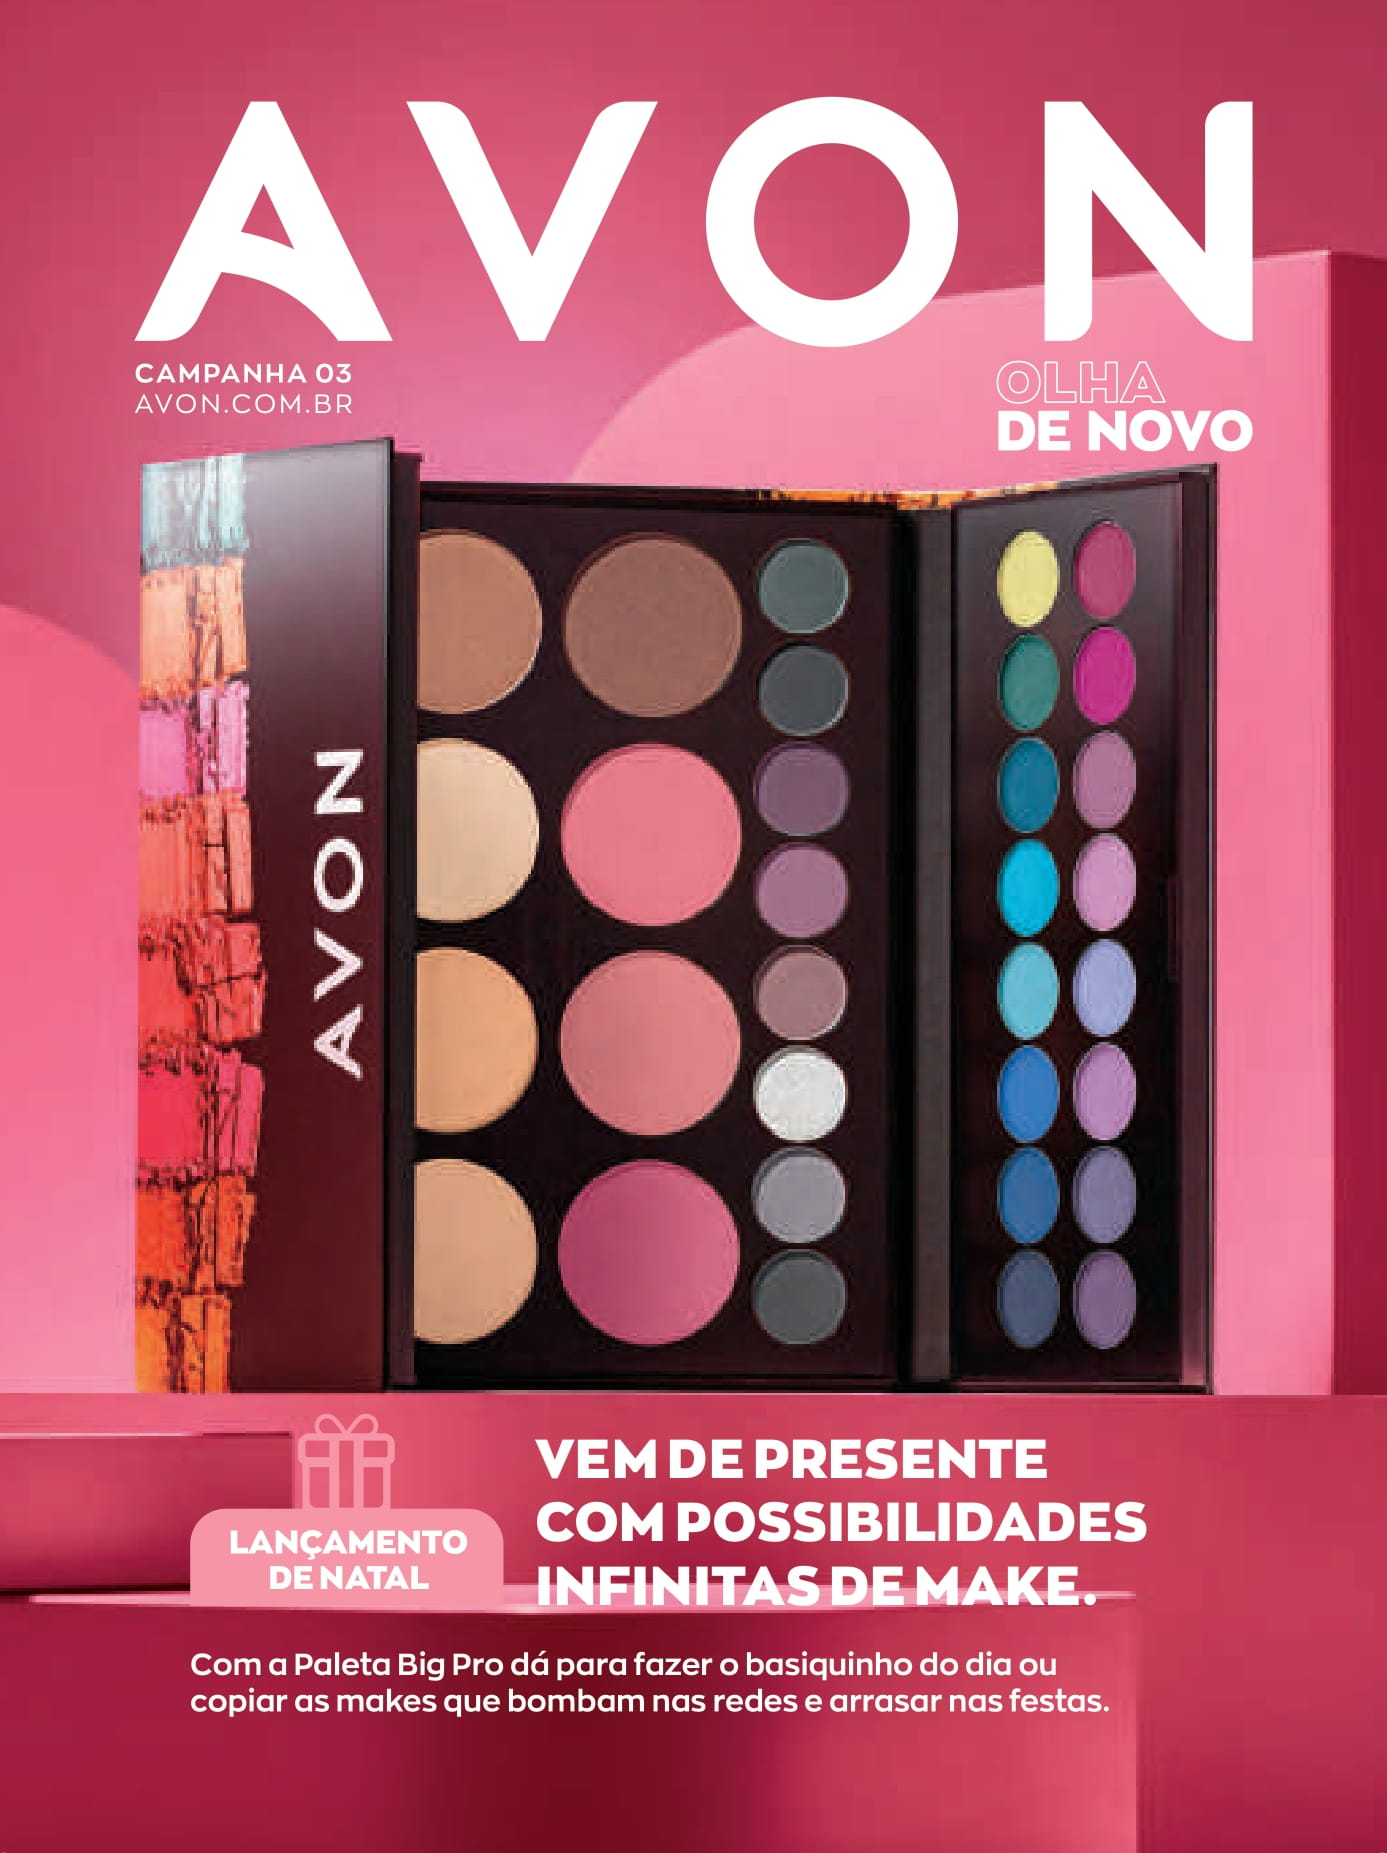 AVON
CAMPANHA 03
AVON.COM.BR
OLHA
DE NOVO
AVON
LANÇAMENTO
DE NATAL
VEM DE PRESENTE
COM POSSIBILIDADES
INFINITAS DE MAKE.
Com a Paleta Big Pro dá para fazer o basiquinho do dia ou
copiar as makes que bombam nas redes e arrasar nas festas.